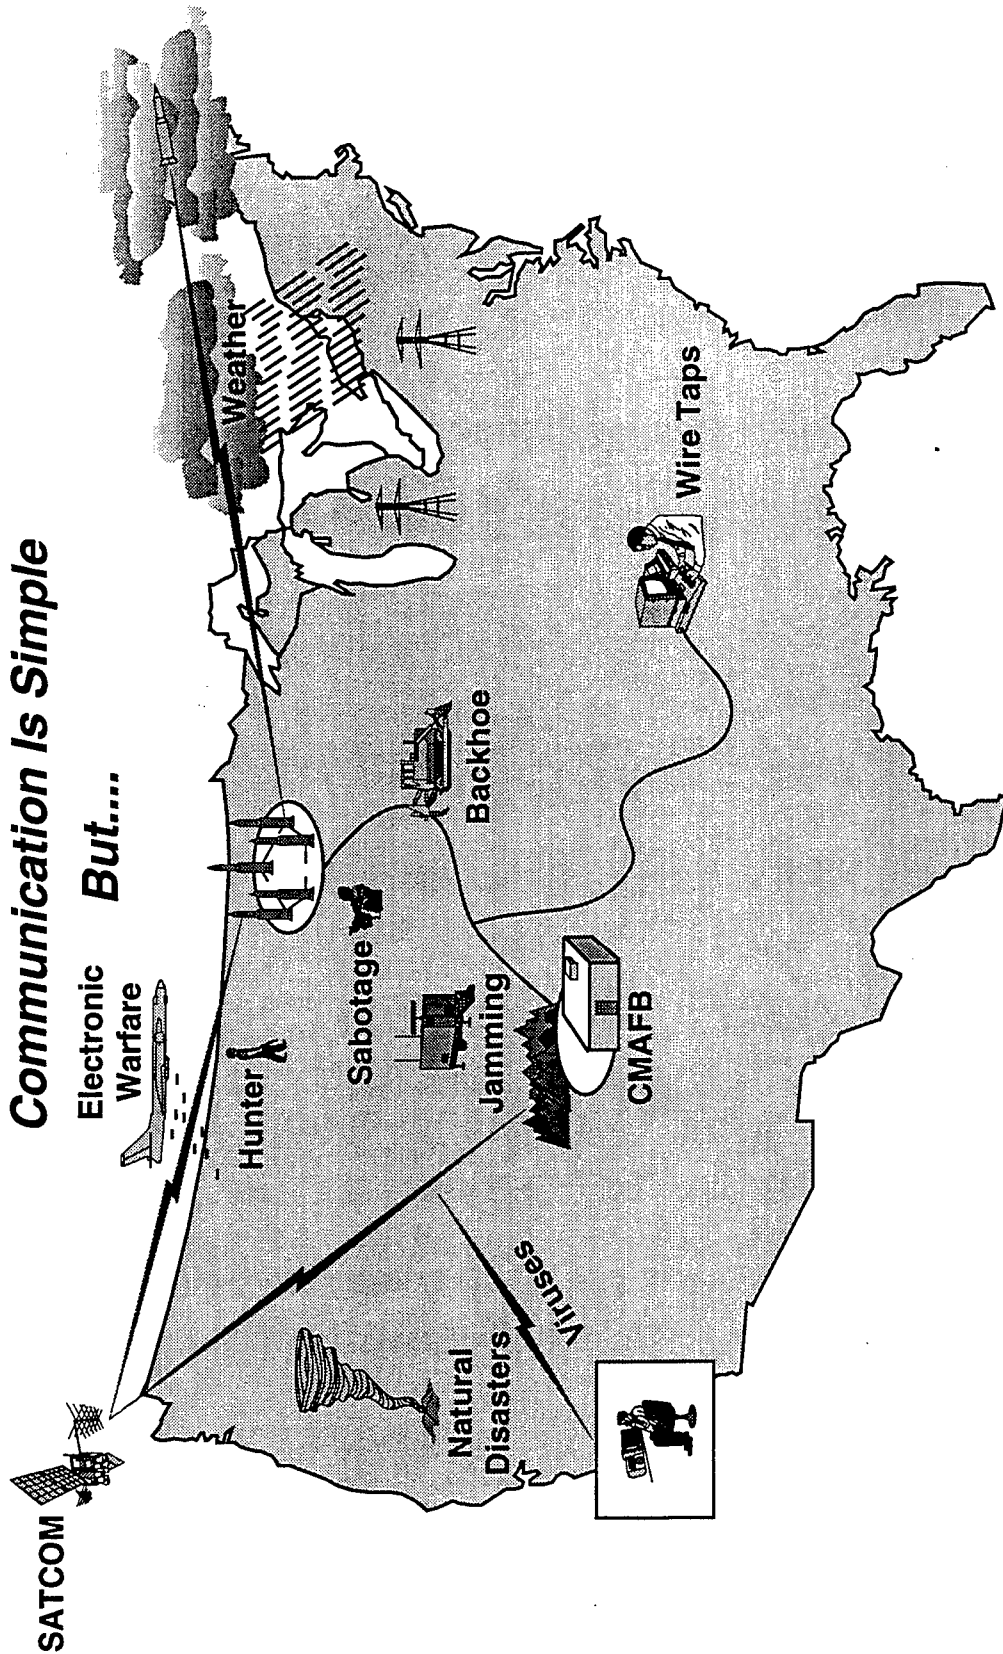 Communication Is Simple
But....
SATCOM
Electronic
Warfare
Weather
Hunter
Sabotage
Jamming
Backhoe
Natural
Disasters
Viruses
CMAFB
Wire Taps